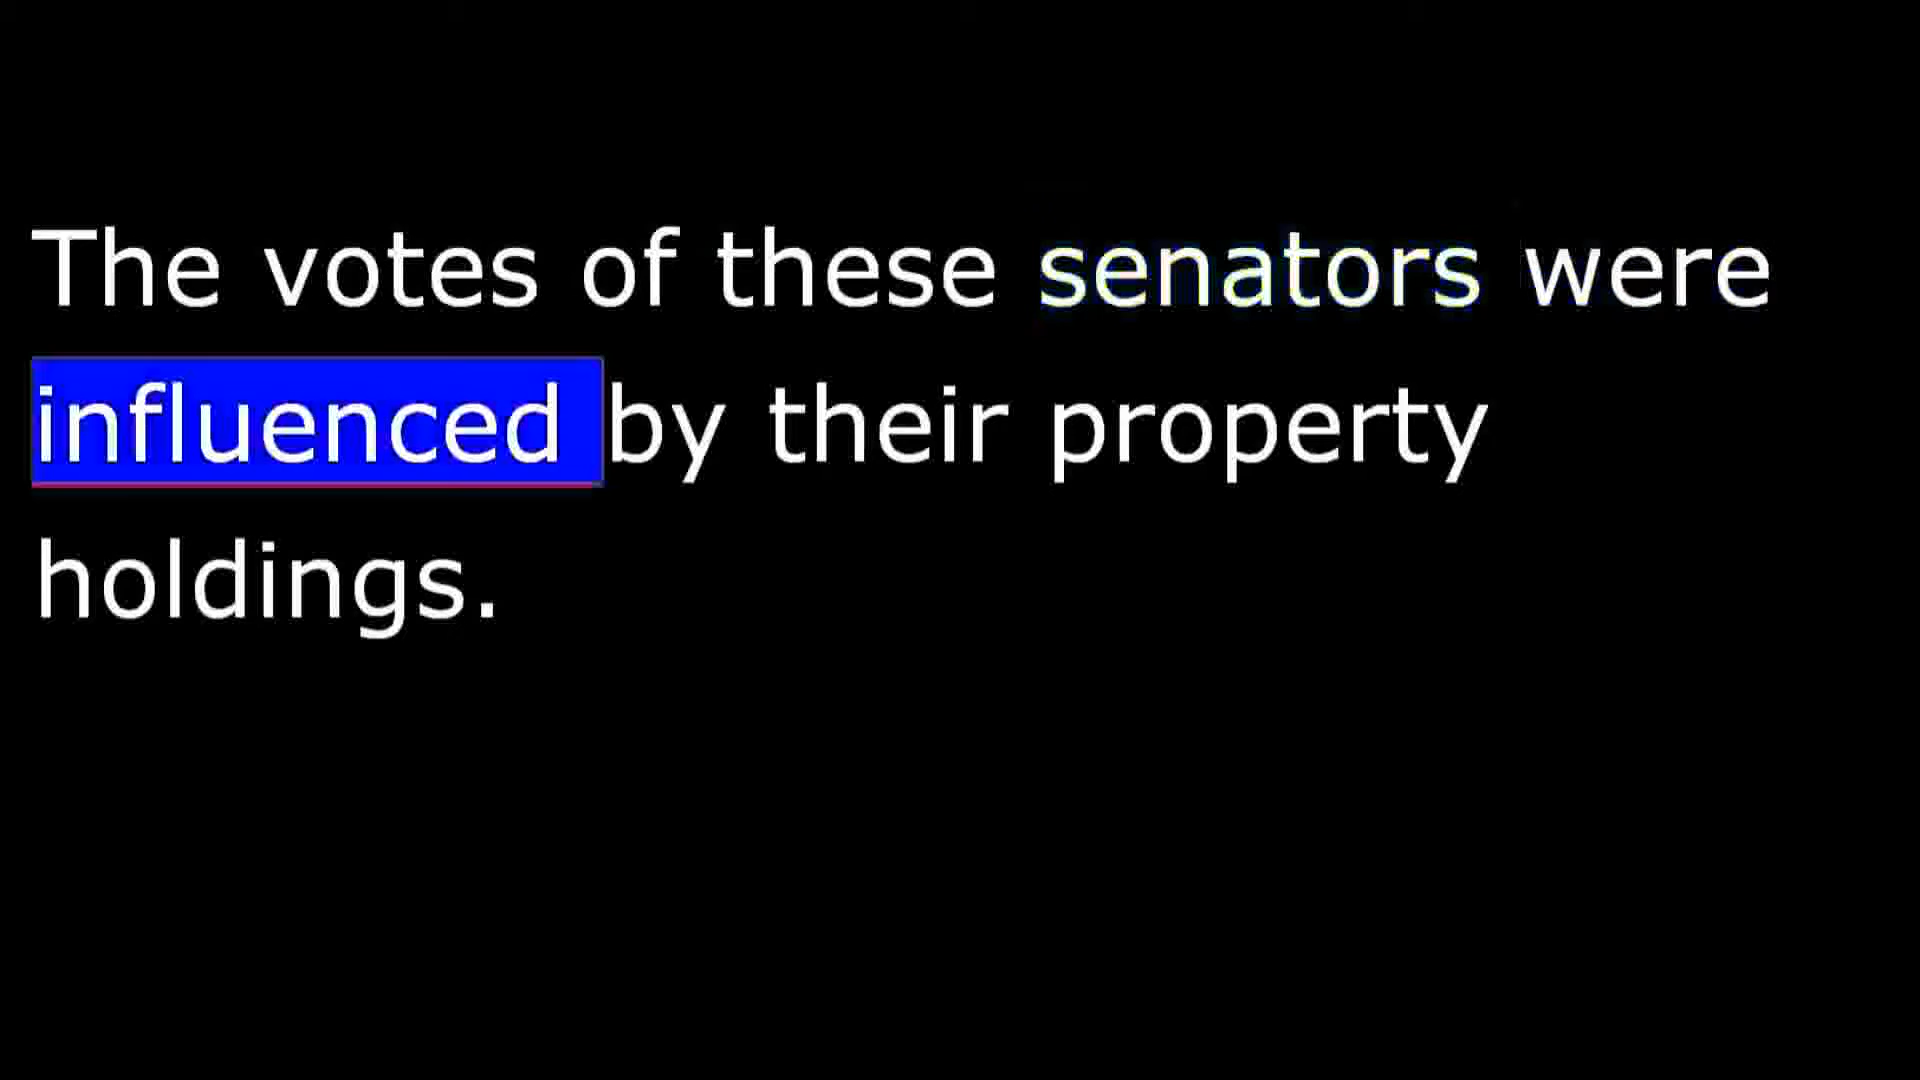 The votes of these senators were
influenced by their property
holdings.